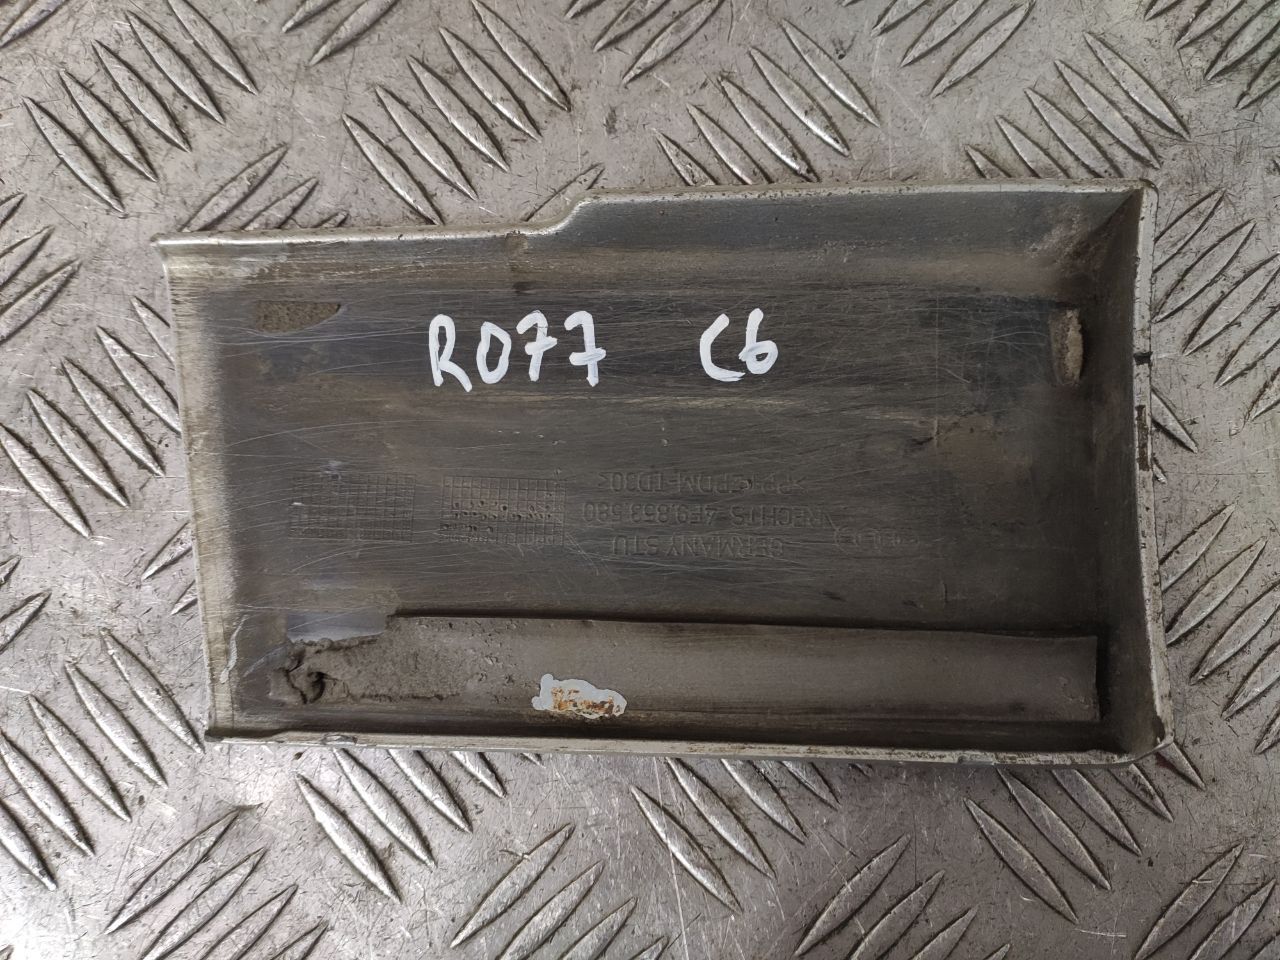 R077 C6
GERMANY STU
RECHTS 4F9.853.580
>PP+EPDM-TD30<